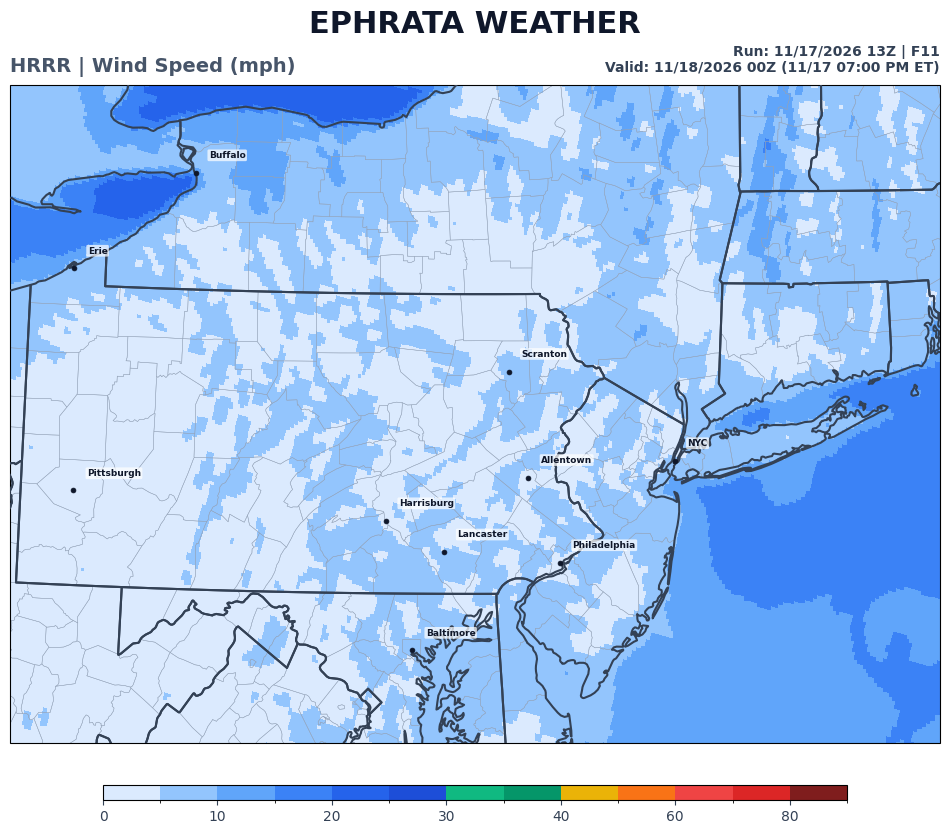 EPHRATA WEATHER
HRRR | Wind Speed (mph)
Run: 11/17/2026 13Z | F11
Valid: 11/18/2026 00Z (11/17 07:00 PM ET)
Buffalo
Erie
Scranton
NYC
Allentown
Pittsburgh
Harrisburg
Lancaster
Philadelphia
Baltimore
0 10 20 30 40 60 80